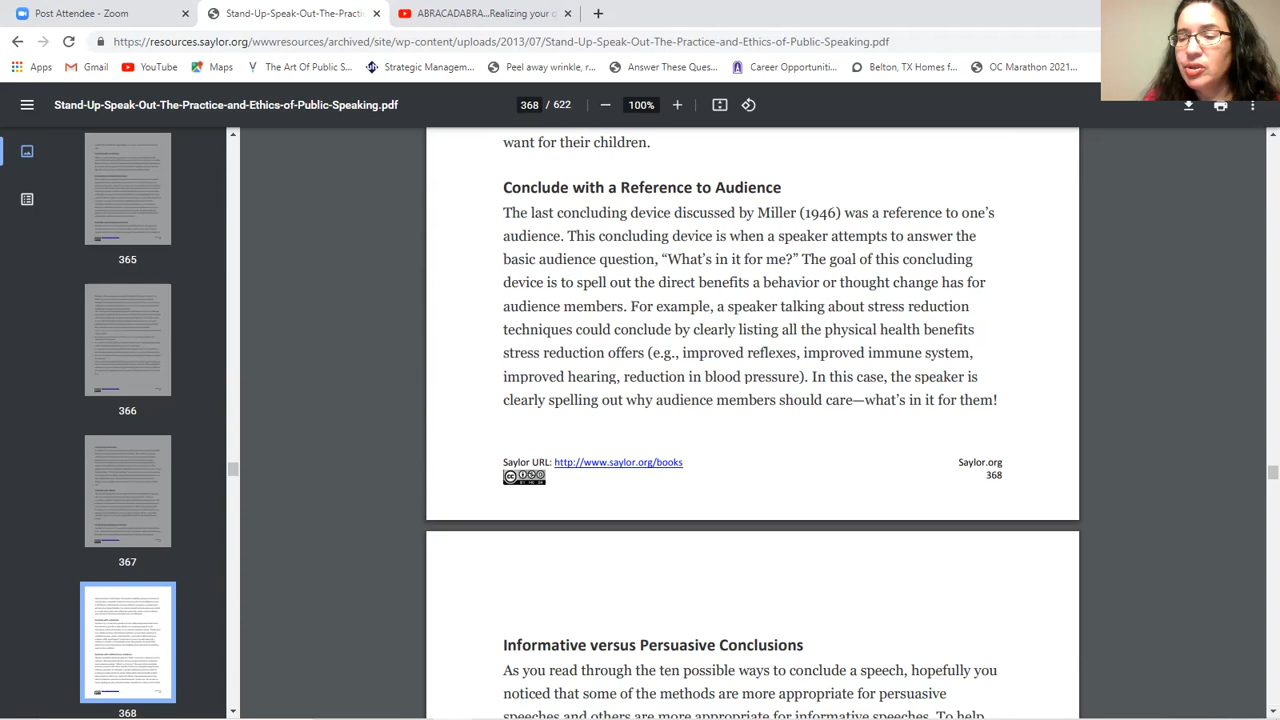 Post Attendee - Zoom
Stand-Up-Speak-Out-The-Practi
ABRACADABRA...Realizing your d
https://resources.saylor.org/wwwresources/archived/site/wp-content/upload 07/Stand-Up-Speak-Out-The-Practice-and-Ethics-of-Public-Speaking.pdf
Apps
Gmail
YouTube
Maps
The Art Of Public S...
Strategic Managem...
away wrinkle, r...
Answer These Ques...
Career Opportuniti...
Belton, TX Homes f...
OC Marathon 2021...
Stand-Up-Speak-Out-The-Practice-and-Ethics-of-Public-Speaking.pdf
368 / 622
100%
365
366
367
368
want for their children.
Conclude with a Reference to Audience
The last concluding device discussed by Miller (1946) was a reference to one's
audience. This concluding device is when a speaker attempts to answer the
basic audience question, “What's in it for me?” The goal of this concluding
device is to spell out the direct benefits a behavior or thought change has for
audience members. For example, a speaker talking about stress reduction
techniques could conclude by clearly listing all the physical health benefits
stress reduction offers (e.g., improved reflexes, improved immune system,
improved hearing, reduction in blood pressure). In this case, the speaker is
clearly spelling out why audience members should care—what's in it for them!
Saylor URL: http://www.saylor.org/books
Saylor.org
368
Informative versus Persuasive Conclusions
As you read through the ten possible ways to conclude a speech, hopefully you
noticed that some of the methods are more appropriate for persuasive
speeches and others are more appropriate for informative speeches. To help